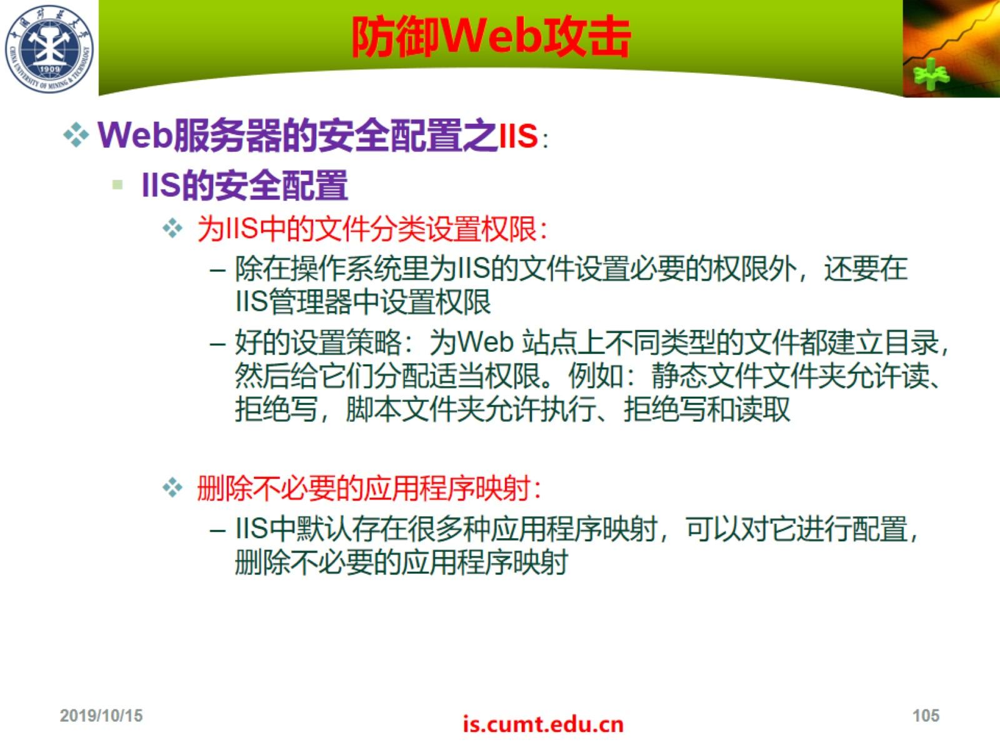 防御Web攻击
中国矿业大学
CHINA UNIVERSITY OF MINING & TECHNOLOGY
1909
Web服务器的安全配置之IIS：
IIS的安全配置
为IIS中的文件分类设置权限：
– 除在操作系统里为IIS的文件设置必要的权限外，还要在
IIS管理器中设置权限
– 好的设置策略：为Web 站点上不同类型的文件都建立目录，
然后给它们分配适当权限。例如：静态文件文件夹允许读、
拒绝写，脚本文件夹允许执行、拒绝写和读取
删除不必要的应用程序映射：
– IIS中默认存在很多种应用程序映射，可以对它进行配置，
删除不必要的应用程序映射
2019/10/15
is.cumt.edu.cn
105